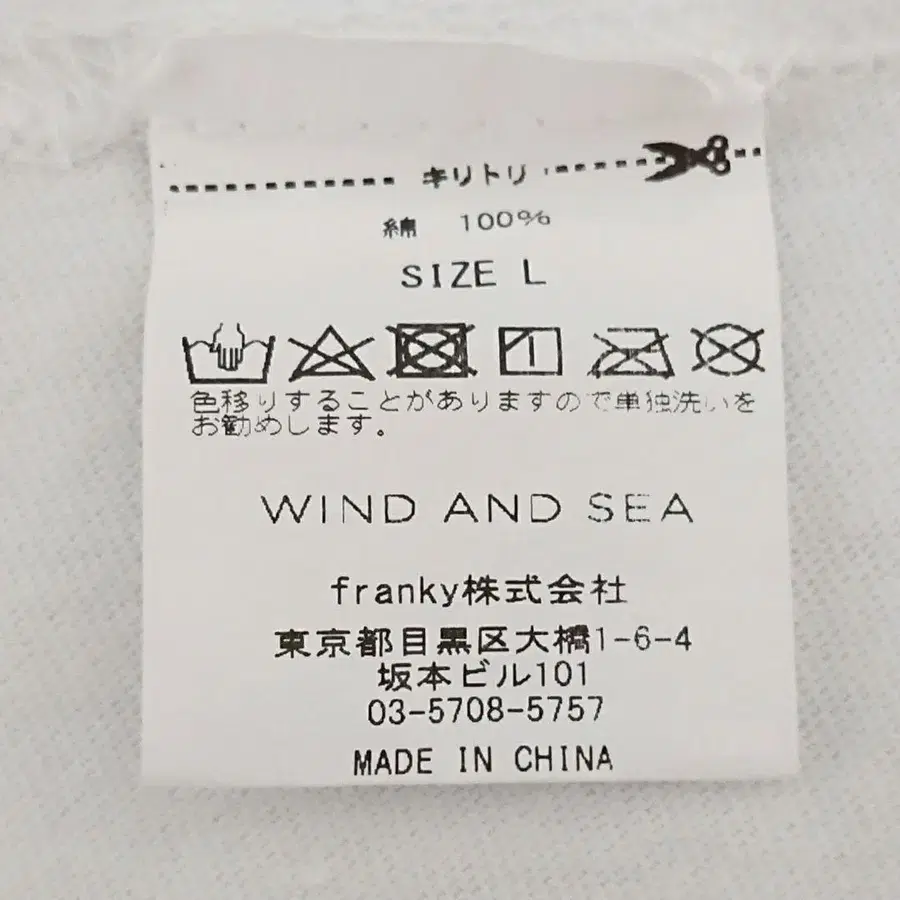 キリトリ
綿 100%
SIZE L
1
色移りすることがありますので単独洗いを
お勧めします。
WIND AND SEA
franky株式会社
東京都目黒区大橋1-6-4
坂本ビル101
03-5708-5757
MADE IN CHINA